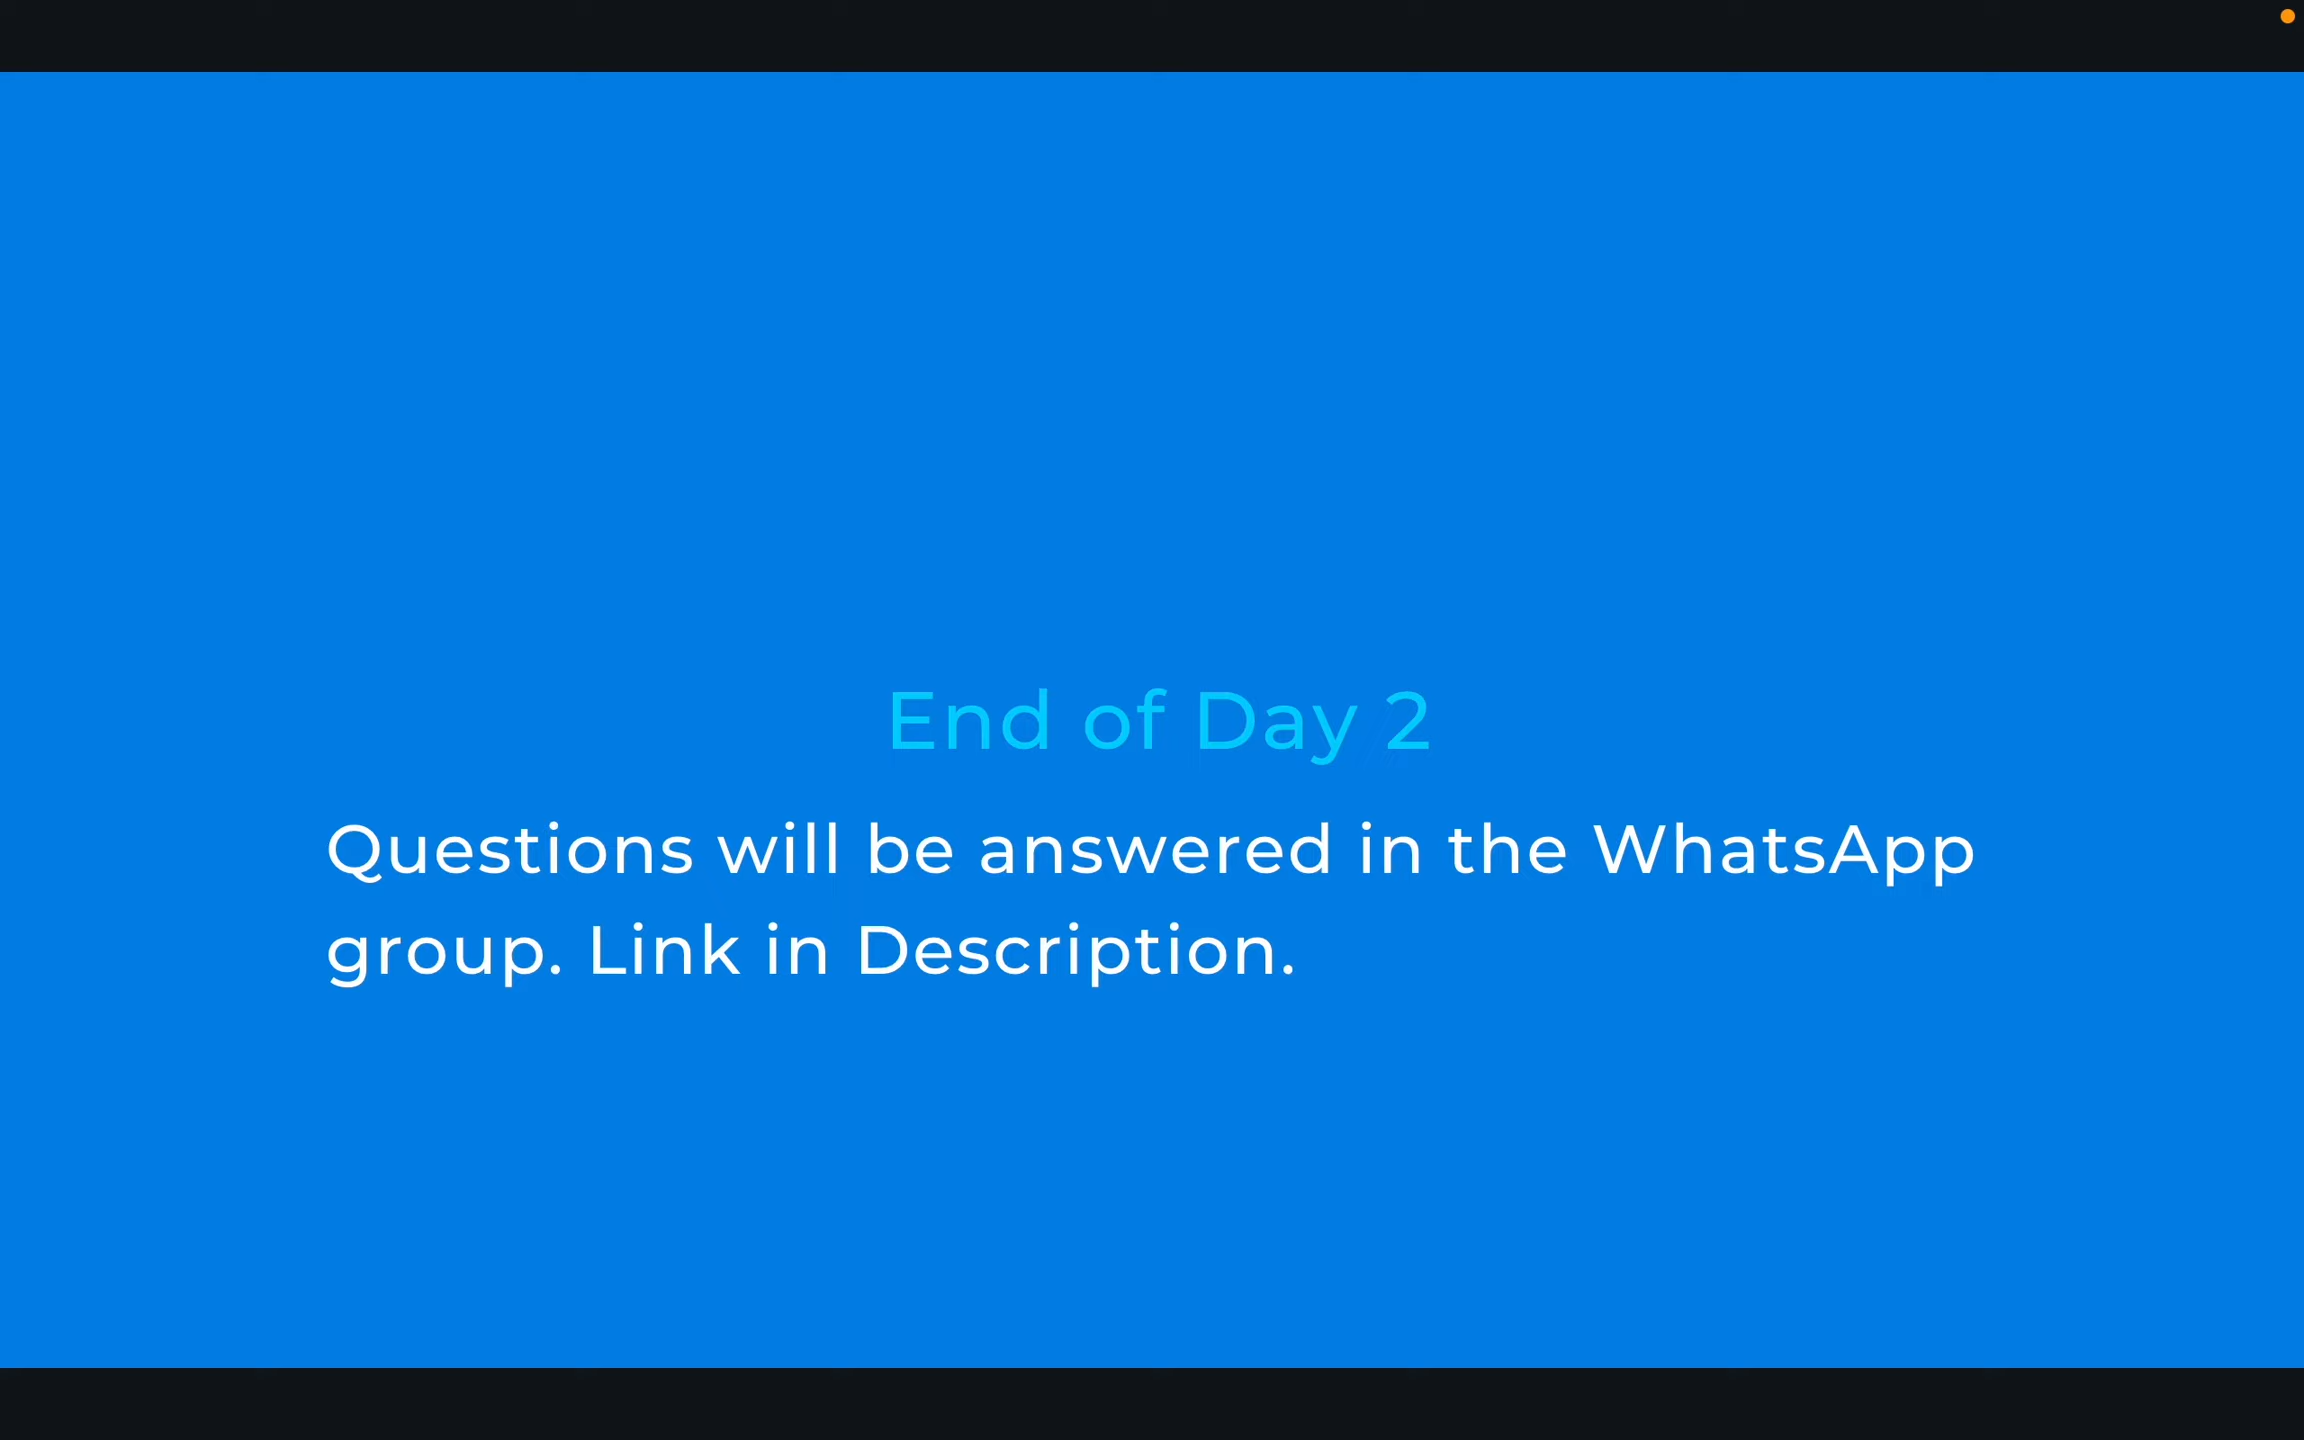 End of Day 2
Questions will be answered in the WhatsApp
group. Link in Description.